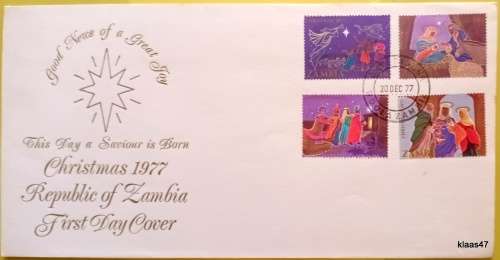 Good News of a Great Joy
This Day a Saviour is Born
Christmas 1977
Republic of Zambia
First Day Cover
20 DEC 77
klaas47